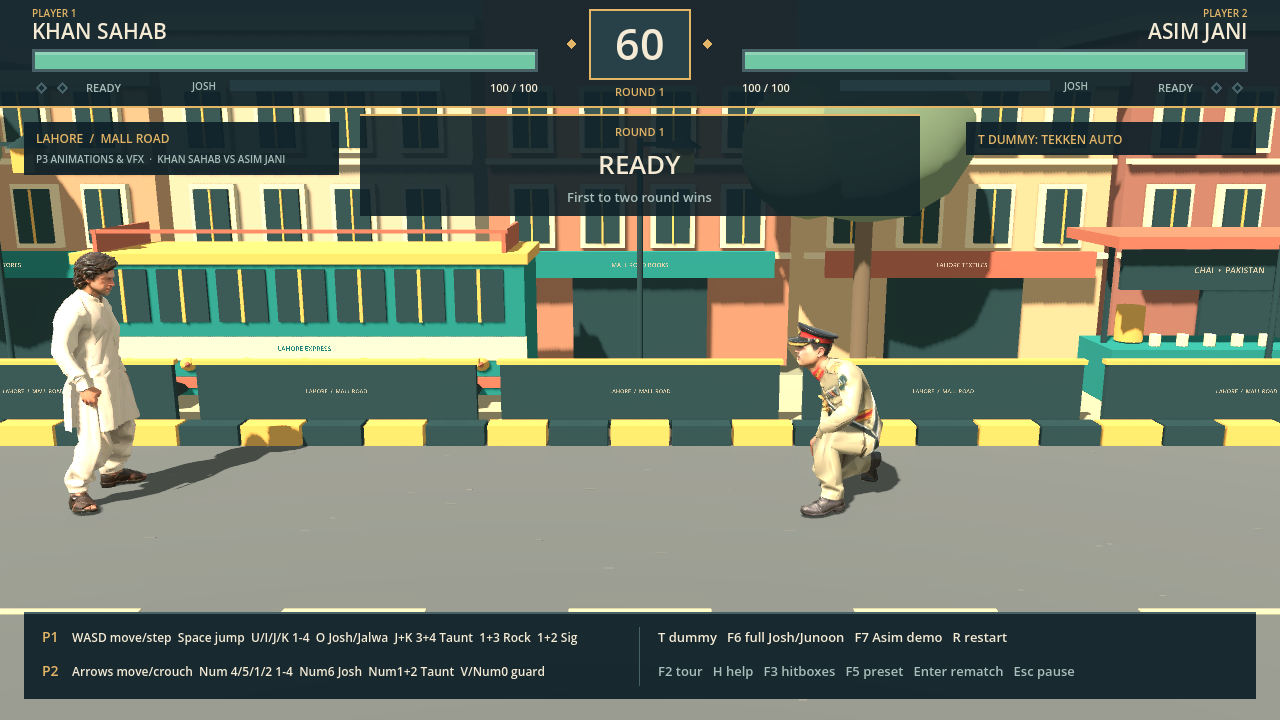 PLAYER 1
KHAN SAHAB
READY
JOSH
100 / 100
60
ROUND 1
PLAYER 2
ASIM JANI
100 / 100
JOSH
READY
LAHORE / MALL ROAD
P3 ANIMATIONS & VFX · KHAN SAHAB VS ASIM JANI
ROUND 1
READY
First to two round wins
T DUMMY: TEKKEN AUTO
LAHORE TEXTILES
CHAI • PAKISTAN
LAHORE EXPRESS
LAHORE / MALL ROAD
LAHORE / MALL ROAD
LAHORE / MALL ROAD
LAHORE / MALL ROAD
LAHORE / MALL ROAD
P1 WASD move/step Space jump U/I/J/K 1-4 O Josh/Jalwa J+K 3+4 Taunt 1+3 Rock 1+2 Sig
P2 Arrows move/crouch Num 4/5/1/2 1-4 Num6 Josh Num1+2 Taunt V/Num0 guard
T dummy F6 full Josh/Junoon F7 Asim demo R restart
F2 tour H help F3 hitboxes F5 preset Enter rematch Esc pause